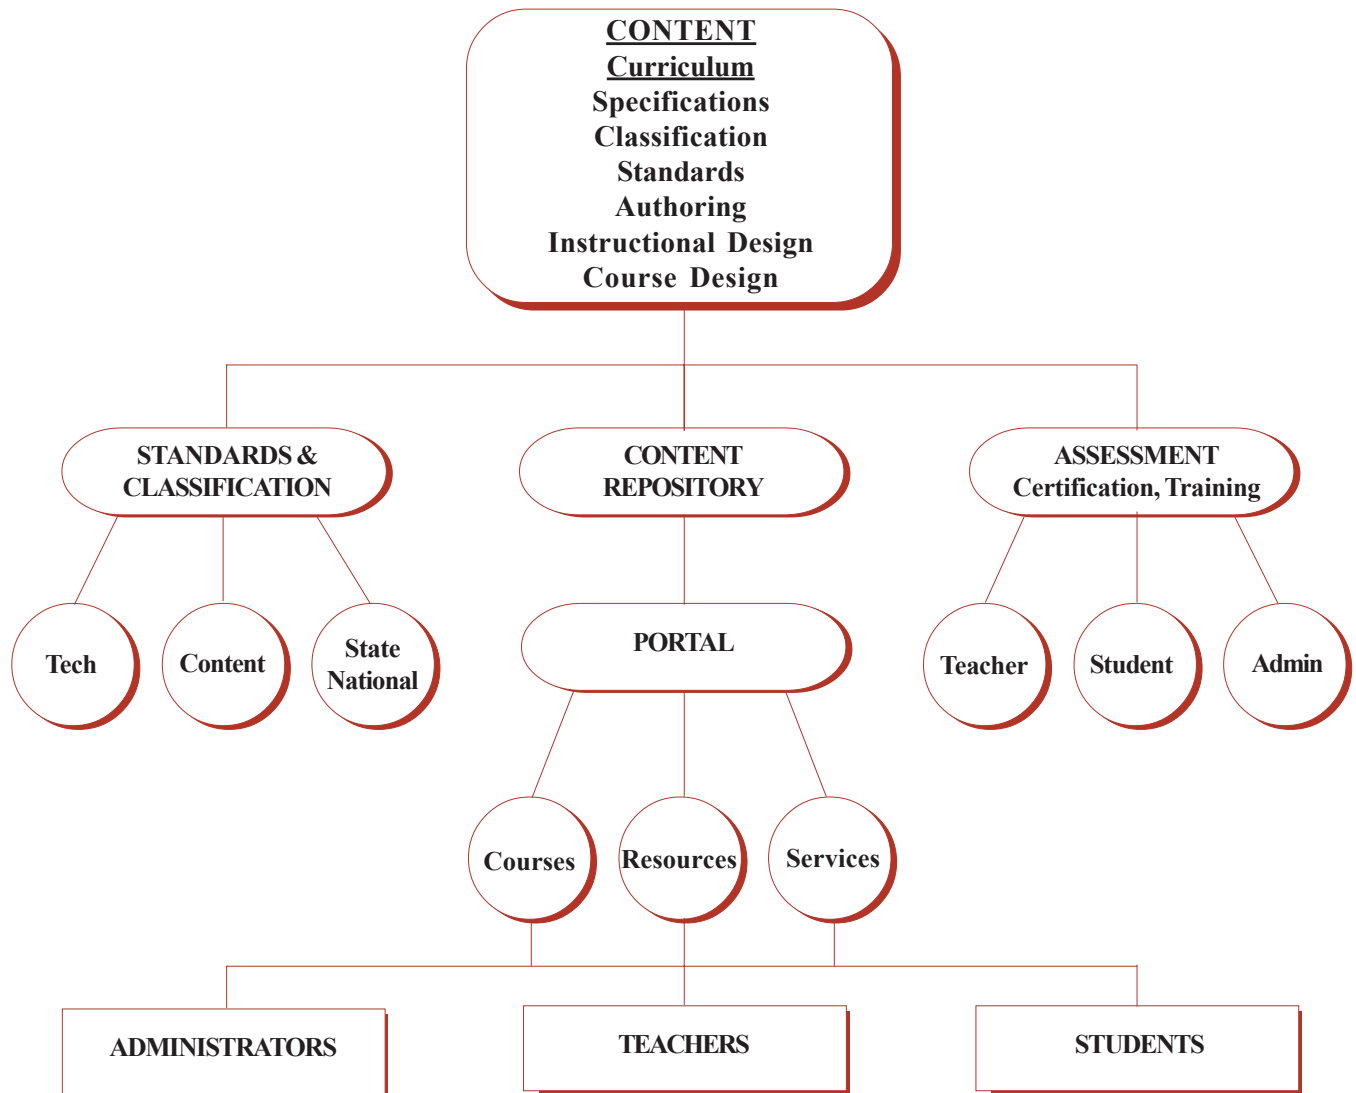 CONTENT
Curriculum
Specifications
Classification
Standards
Authoring
Instructional Design
Course Design
STANDARDS &
CLASSIFICATION
CONTENT
REPOSITORY
ASSESSMENT
Certification, Training
Tech
Content
State
National
PORTAL
Teacher
Student
Admin
Courses
Resources
Services
ADMINISTRATORS
TEACHERS
STUDENTS